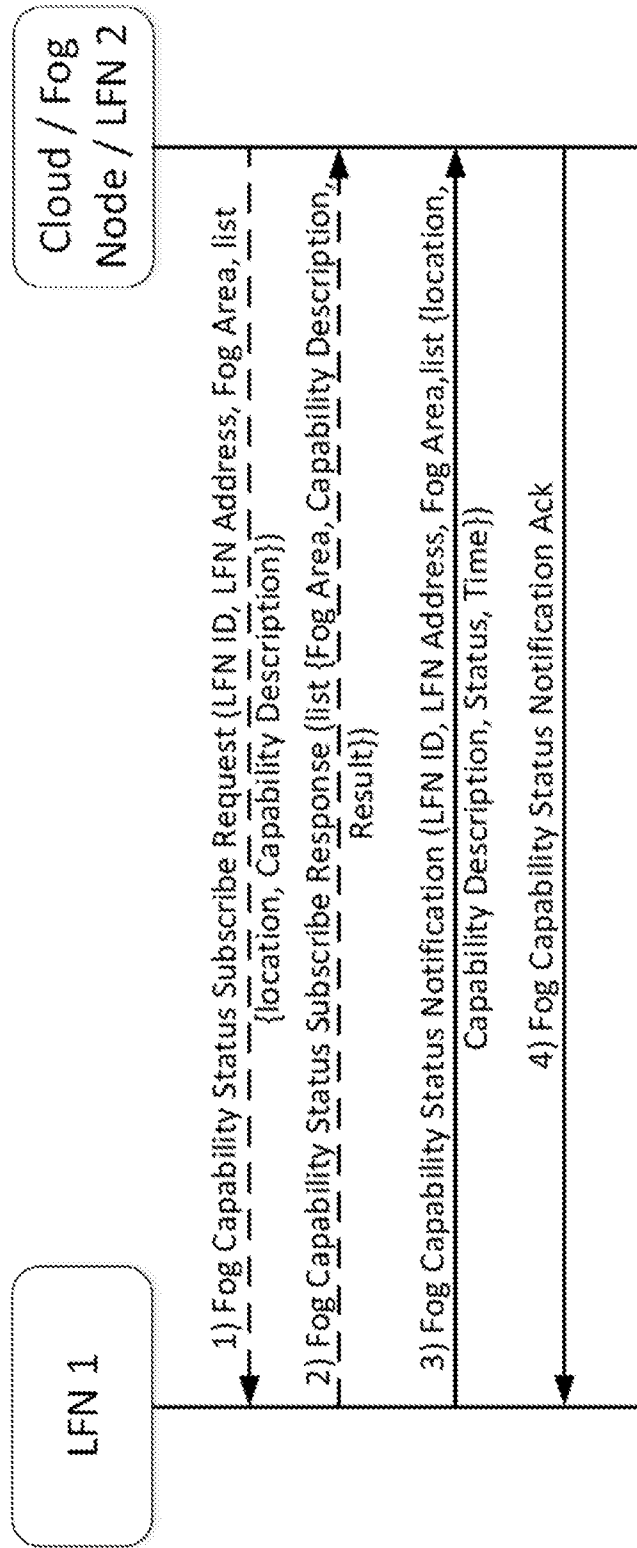 LFN 1
Cloud / Fog
Node / LFN 2
1) Fog Capability Status Subscribe Request (LFN ID, LFN Address, Fog Area, list
{location, Capability Description})
2) Fog Capability Status Subscribe Response (list {Fog Area, Capability Description,
Result})
3) Fog Capability Status Notification (LFN ID, LFN Address, Fog Area,list {location,
Capability Description, Status, Time})
4) Fog Capability Status Notification Ack